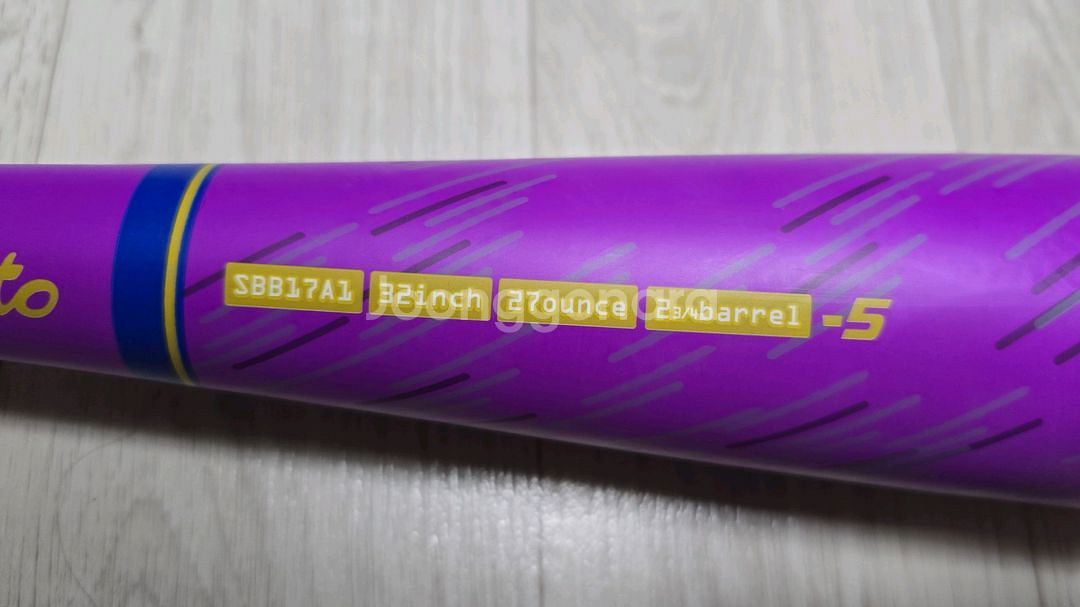 to
SBB17A1 32inch 27ounce 2 3/4barrel -5
Joonggonara